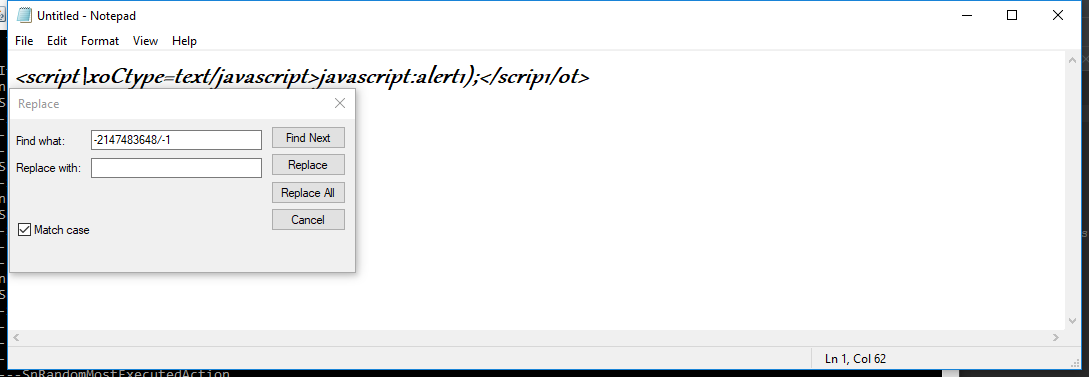 Untitled - Notepad
File Edit Format View Help
<script\xoCtype=text/javascript>javascript:alert1);</scrip1/ot>
Replace
Find what: -2147483648/-1 Find Next
Replace with: Replace
Replace All
Match case Cancel
Ln 1, Col 62
---SnRandomMostExecutedAction